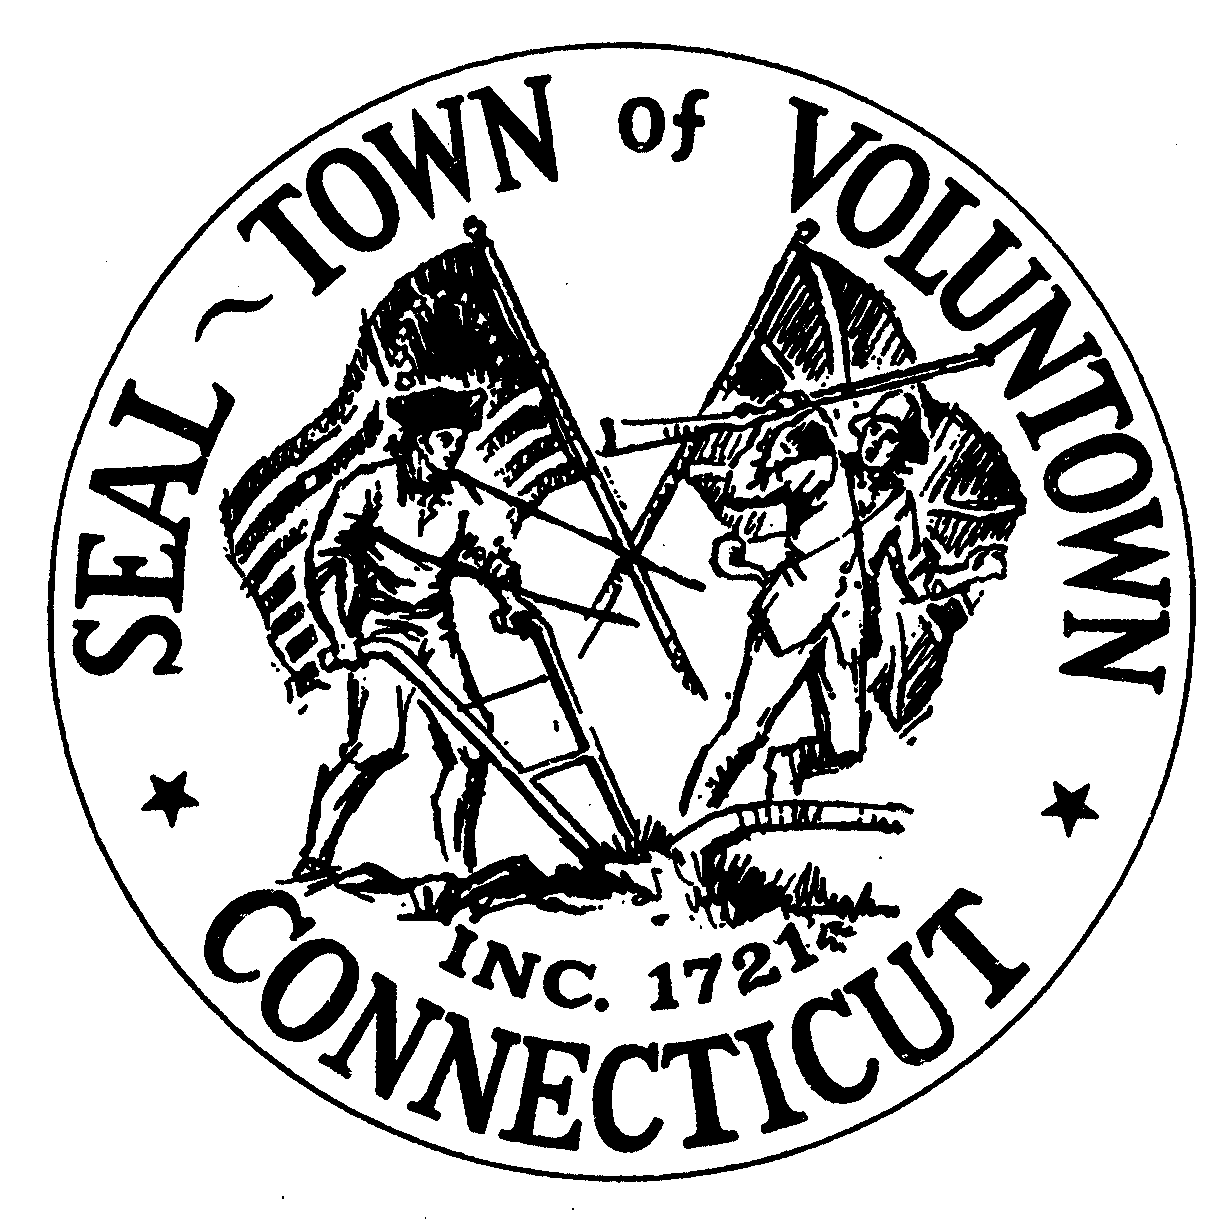 SEAL ~ TOWN of VOLUNTOWN
INC. 1721
CONNECTICUT